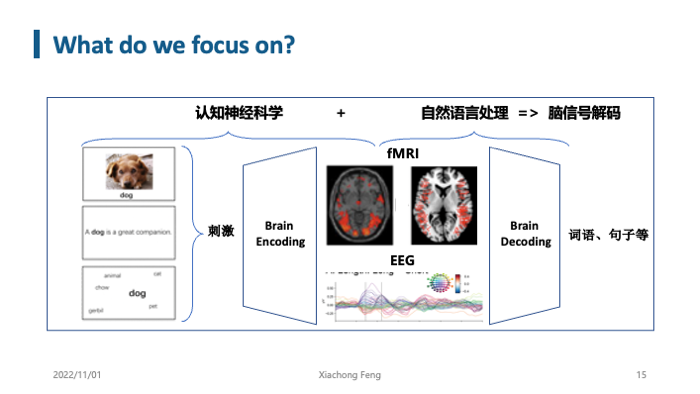 What do we focus on?
认知神经科学 + 自然语言处理 => 脑信号解码
fMRI
dog
A dog is a great companion.
animal cat
chow dog
gerbil pet
刺激
Brain
Encoding
EEG
Brain
Decoding
词语、句子等
2022/11/01 Xiachong Feng 15